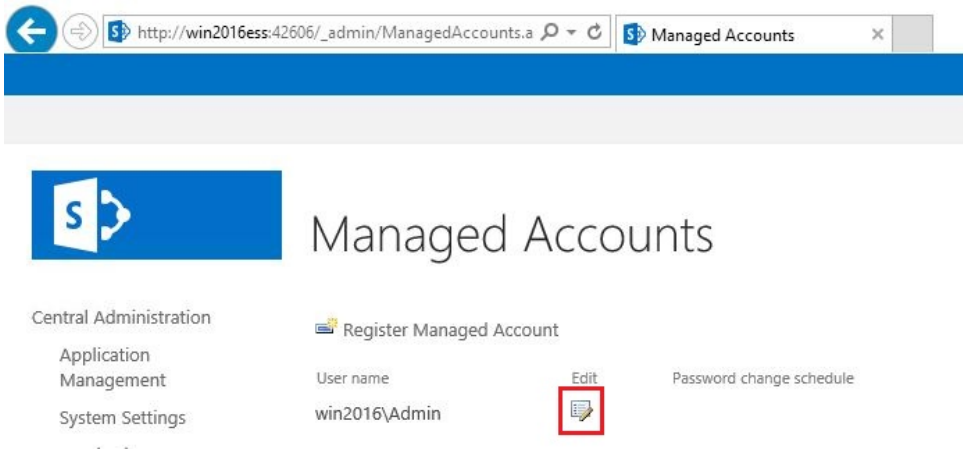 http://win2016ess:42606/_admin/ManagedAccounts.a
Managed Accounts
S
Managed Accounts
Central Administration
Application
Management
System Settings
Register Managed Account
User name Edit Password change schedule
win2016\Admin